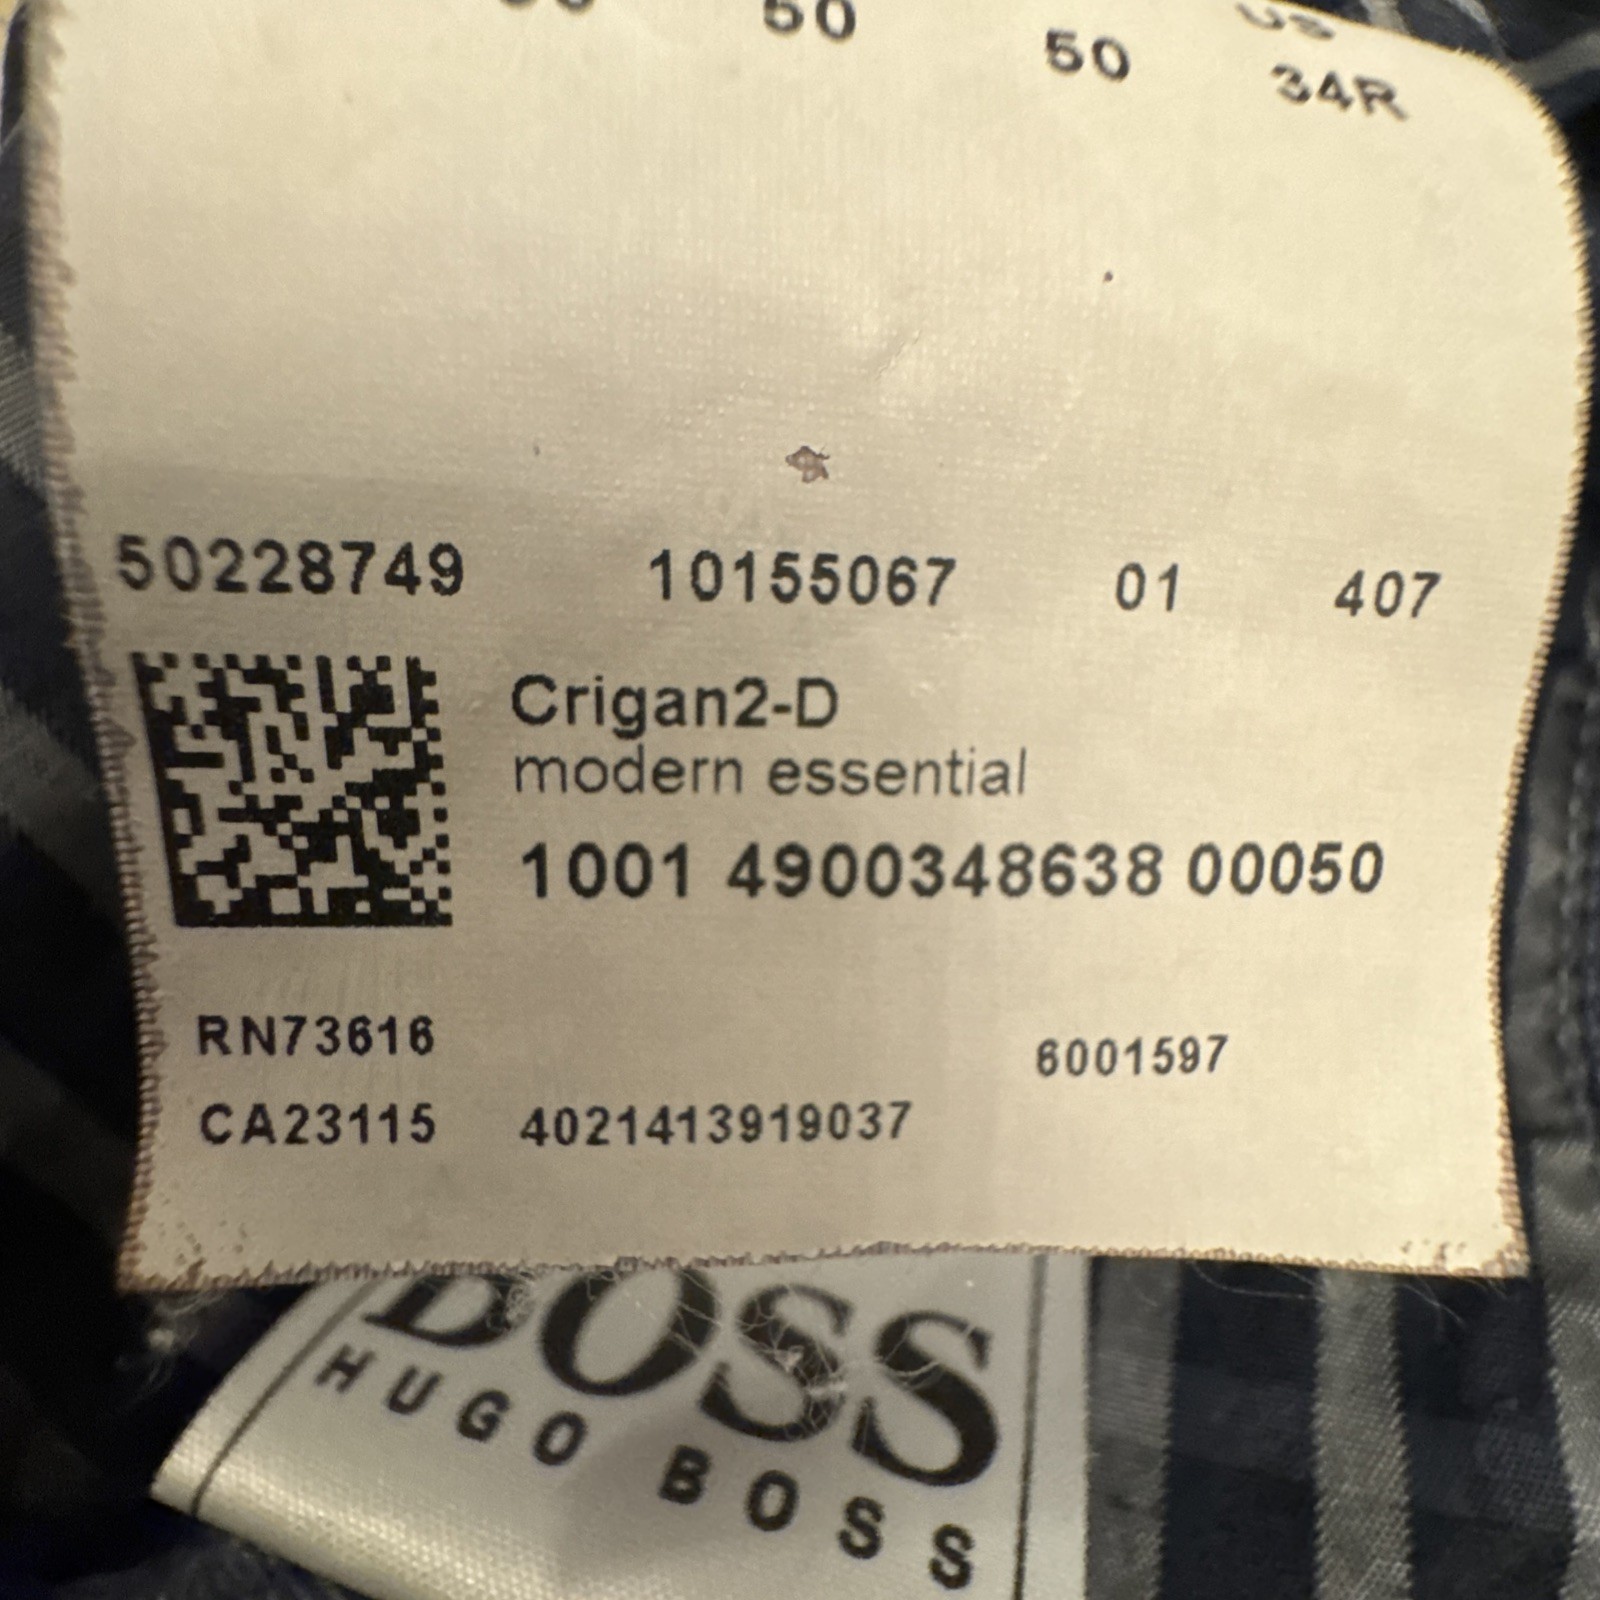 50 50 US
34R
50228749 10155067 01 407
Crigan2-D
modern essential
1001 4900348638 00050
RN73616 6001597
CA23115 4021413919037
BOSS
HUGO BOSS